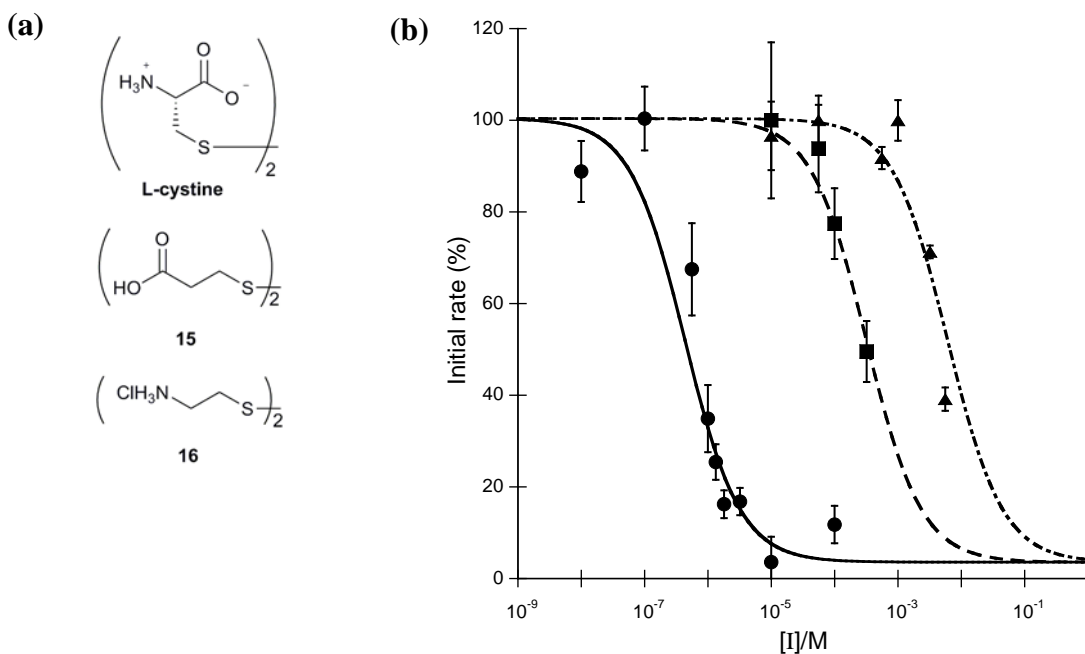 (a)
O
H₃N⁺
O⁻
S
2
L-cystine
O
HO
S
2
15
ClH₃N
S
2
16
(b)
120
100
80
60
40
20
0
Initial rate (%)
10⁻⁹ 10⁻⁷ 10⁻⁵ 10⁻³ 10⁻¹
[I]/M